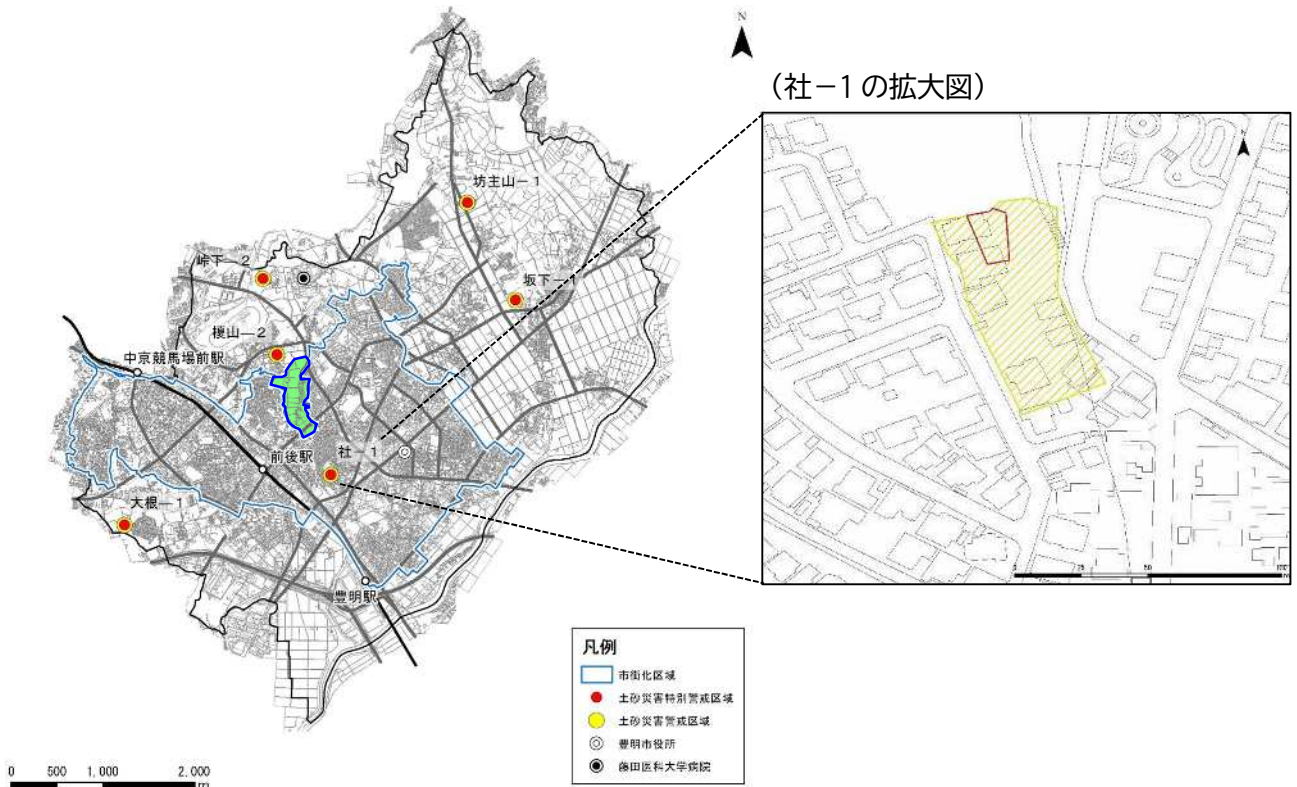 N
（社－1の拡大図）
N
坊主山－1
峠下－2
坂下－
榎山－2
中京競馬場前駅
社－1
前後駅
大根－1
豊明駅
0 25 50 100
m
凡例
市街化区域
土砂災害特別警戒区域
土砂災害警戒区域
豊明市役所
藤田医科大学病院
0 500 1,000 2,000
m